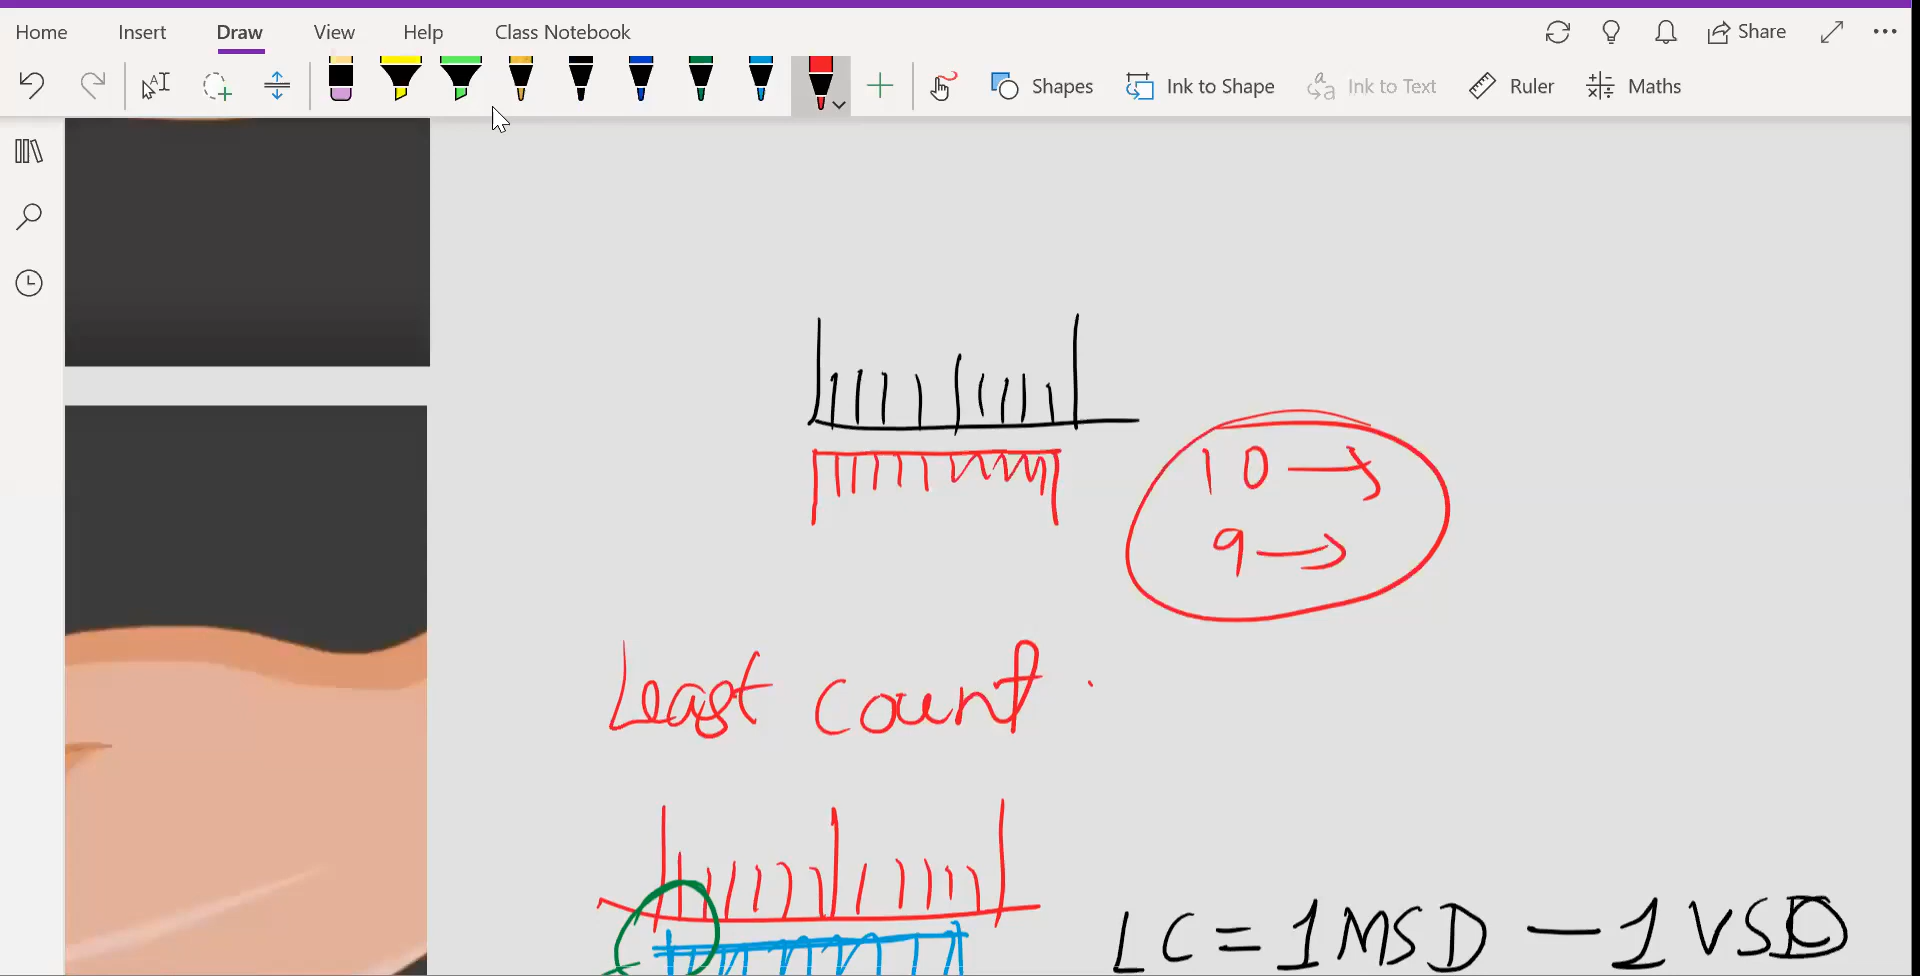 Home Insert Draw View Help Class Notebook Share
Shapes Ink to Shape Ink to Text Ruler Maths
10 →
9 →
Least count
LC = 1 MSD — 1 VSD